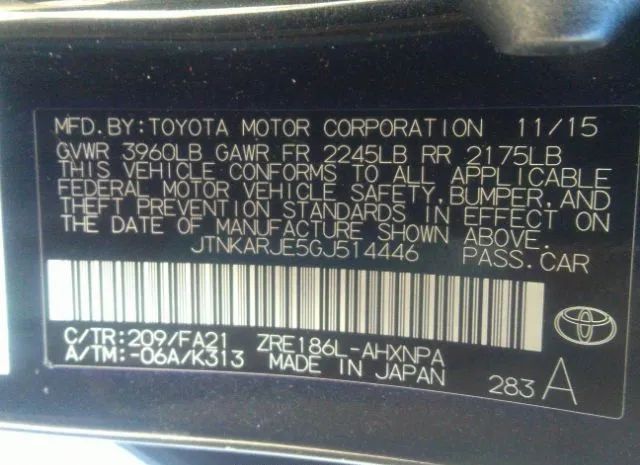 MFD.BY:TOYOTA MOTOR CORPORATION 11/15
GVWR 3960LB GAWR FR 2245LB RR 2175LB
THIS VEHICLE CONFORMS TO ALL APPLICABLE
FEDERAL MOTOR VEHICLE SAFETY,BUMPER,AND
THEFT PREVENTION STANDARDS IN EFFECT ON
THE DATE OF MANUFACTURE SHOWN ABOVE.
JTNKARJE5GJ514446 PASS.CAR
C/TR:209/FA21 ZRE186L-AHXNPA
A/TM:-06A/K313 MADE IN JAPAN 283 A